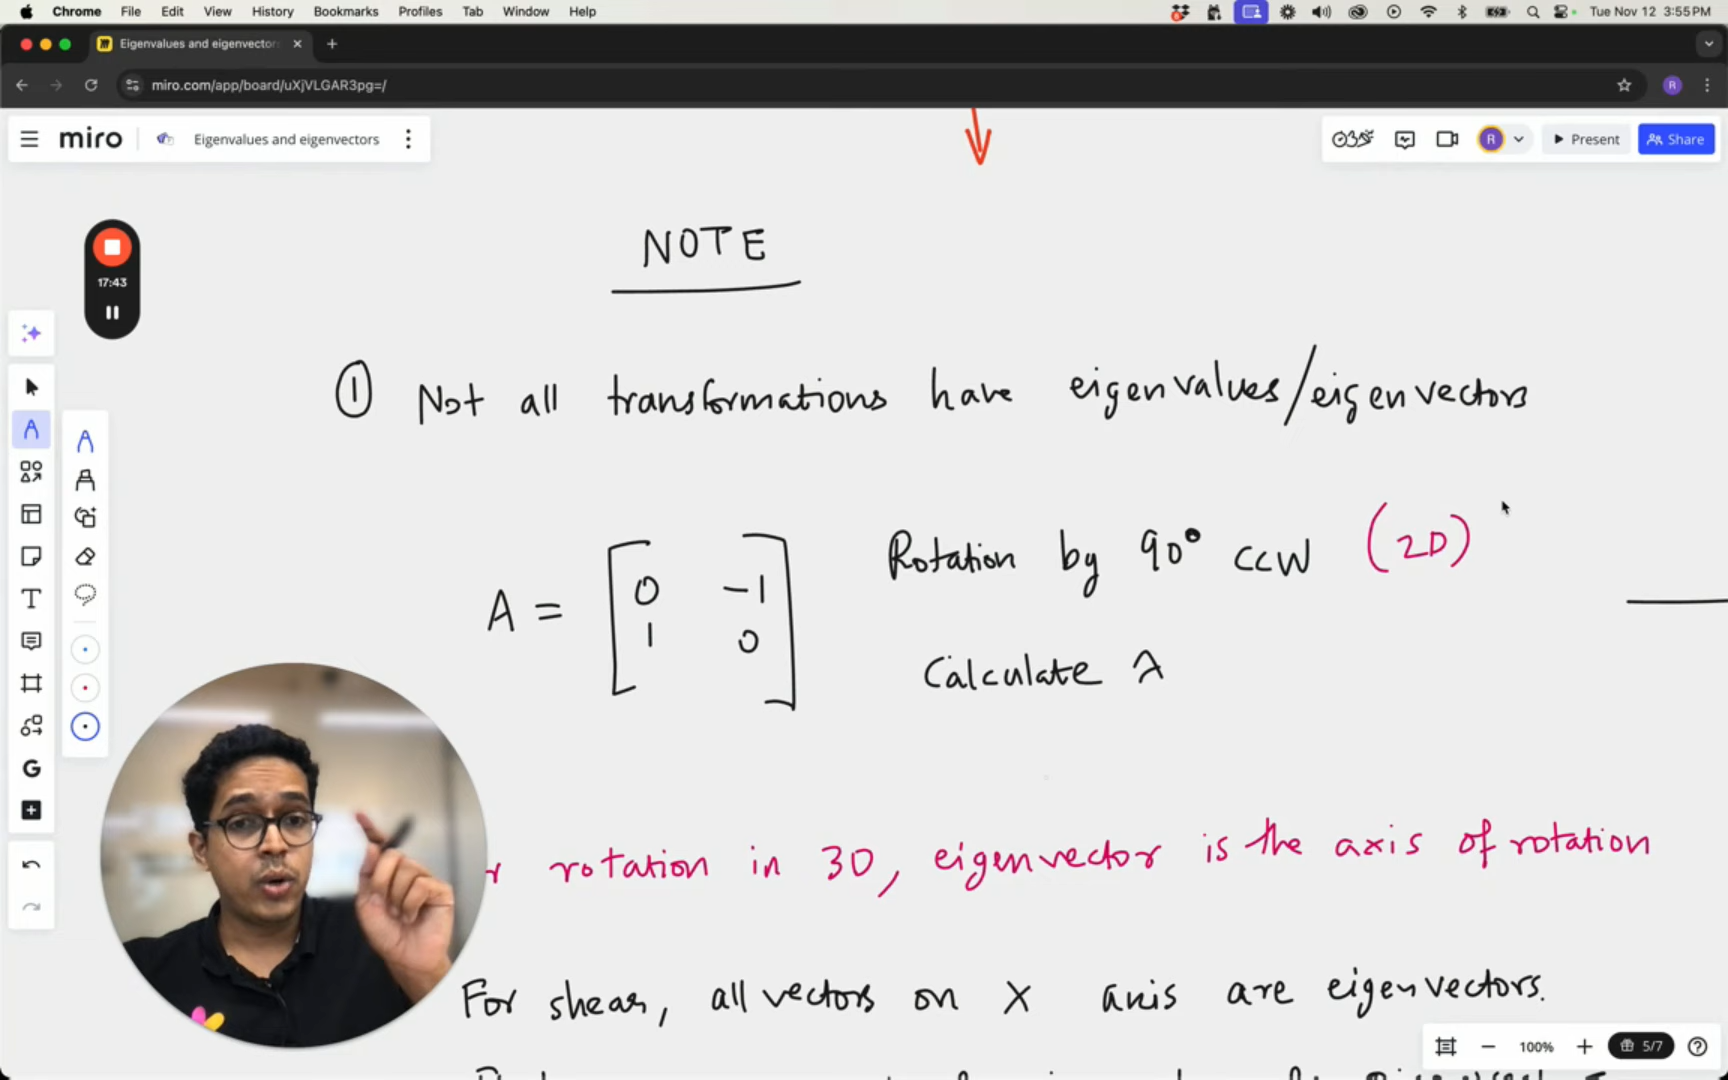 Chrome File Edit View History Bookmarks Profiles Tab Window Help Tue Nov 12 3:55 PM
Eigenvalues and eigenvector
miro.com/app/board/uXjVLGAR3pg=/
miro Eigenvalues and eigenvectors R Present Share
NOTE
17:43
① Not all transformations have eigenvalues/eigenvectors
Rotation by 90° CCW (2D)
A = [0 -1
1 0]
Calculate λ
rotation in 3D, eigenvector is the axis of rotation
For shear, all vectors on X axis are eigenvectors.
100% 5/7